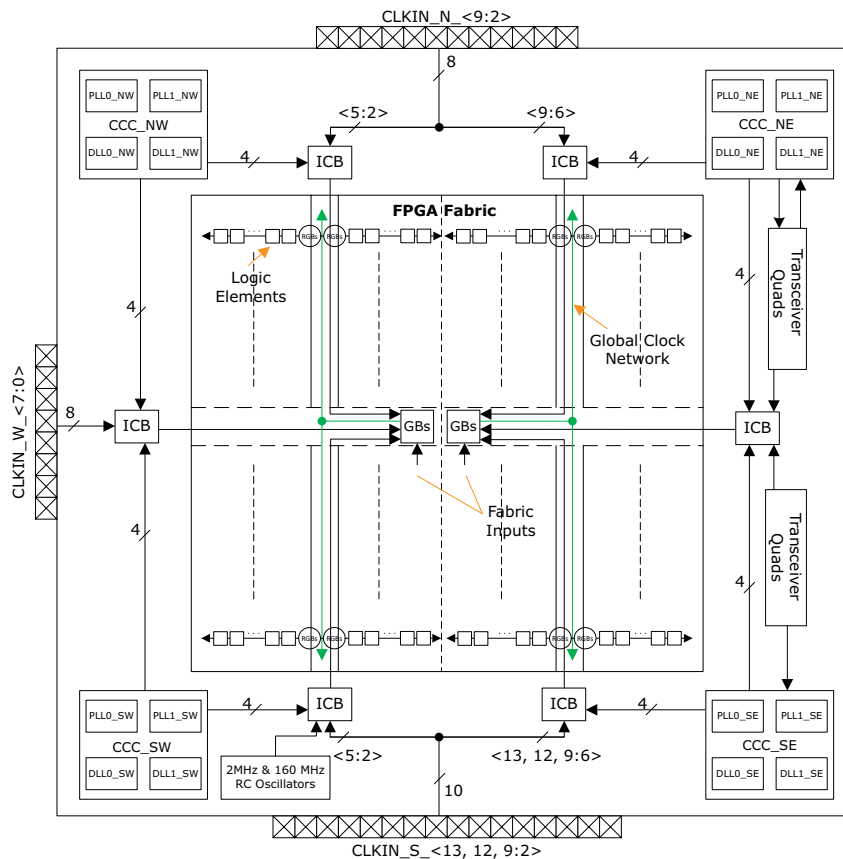 CLKIN_N_<9:2>
8
PLL0_NW
PLL1_NW
CCC_NW
DLL0_NW
DLL1_NW
<5:2>
<9:6>
PLL0_NE
PLL1_NE
CCC_NE
DLL0_NE
DLL1_NE
4
ICB
ICB
4
FPGA Fabric
RGBs
RGBs
RGBs
RGBs
Logic
Elements
Transceiver
Quads
4
4
Global Clock
Network
CLKIN_W_<7:0>
8
ICB
GBs
GBs
ICB
Fabric
Inputs
4
4
Transceiver
Quads
RGBs
RGBs
RGBs
RGBs
PLL0_SW
PLL1_SW
CCC_SW
DLL0_SW
DLL1_SW
4
ICB
ICB
4
PLL0_SE
PLL1_SE
CCC_SE
DLL0_SE
DLL1_SE
2MHz & 160 MHz
RC Oscillators
<5:2>
<13, 12, 9:6>
10
CLKIN_S_<13, 12, 9:2>